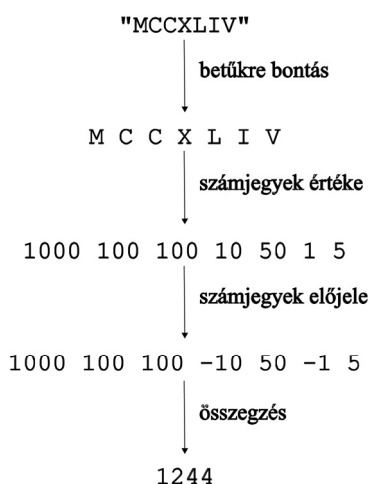 "MCCXLIV"
betűkre bontás
M C C X L I V
számjegyek értéke
1000 100 100 10 50 1 5
számjegyek előjele
1000 100 100 -10 50 -1 5
összegzés
1244